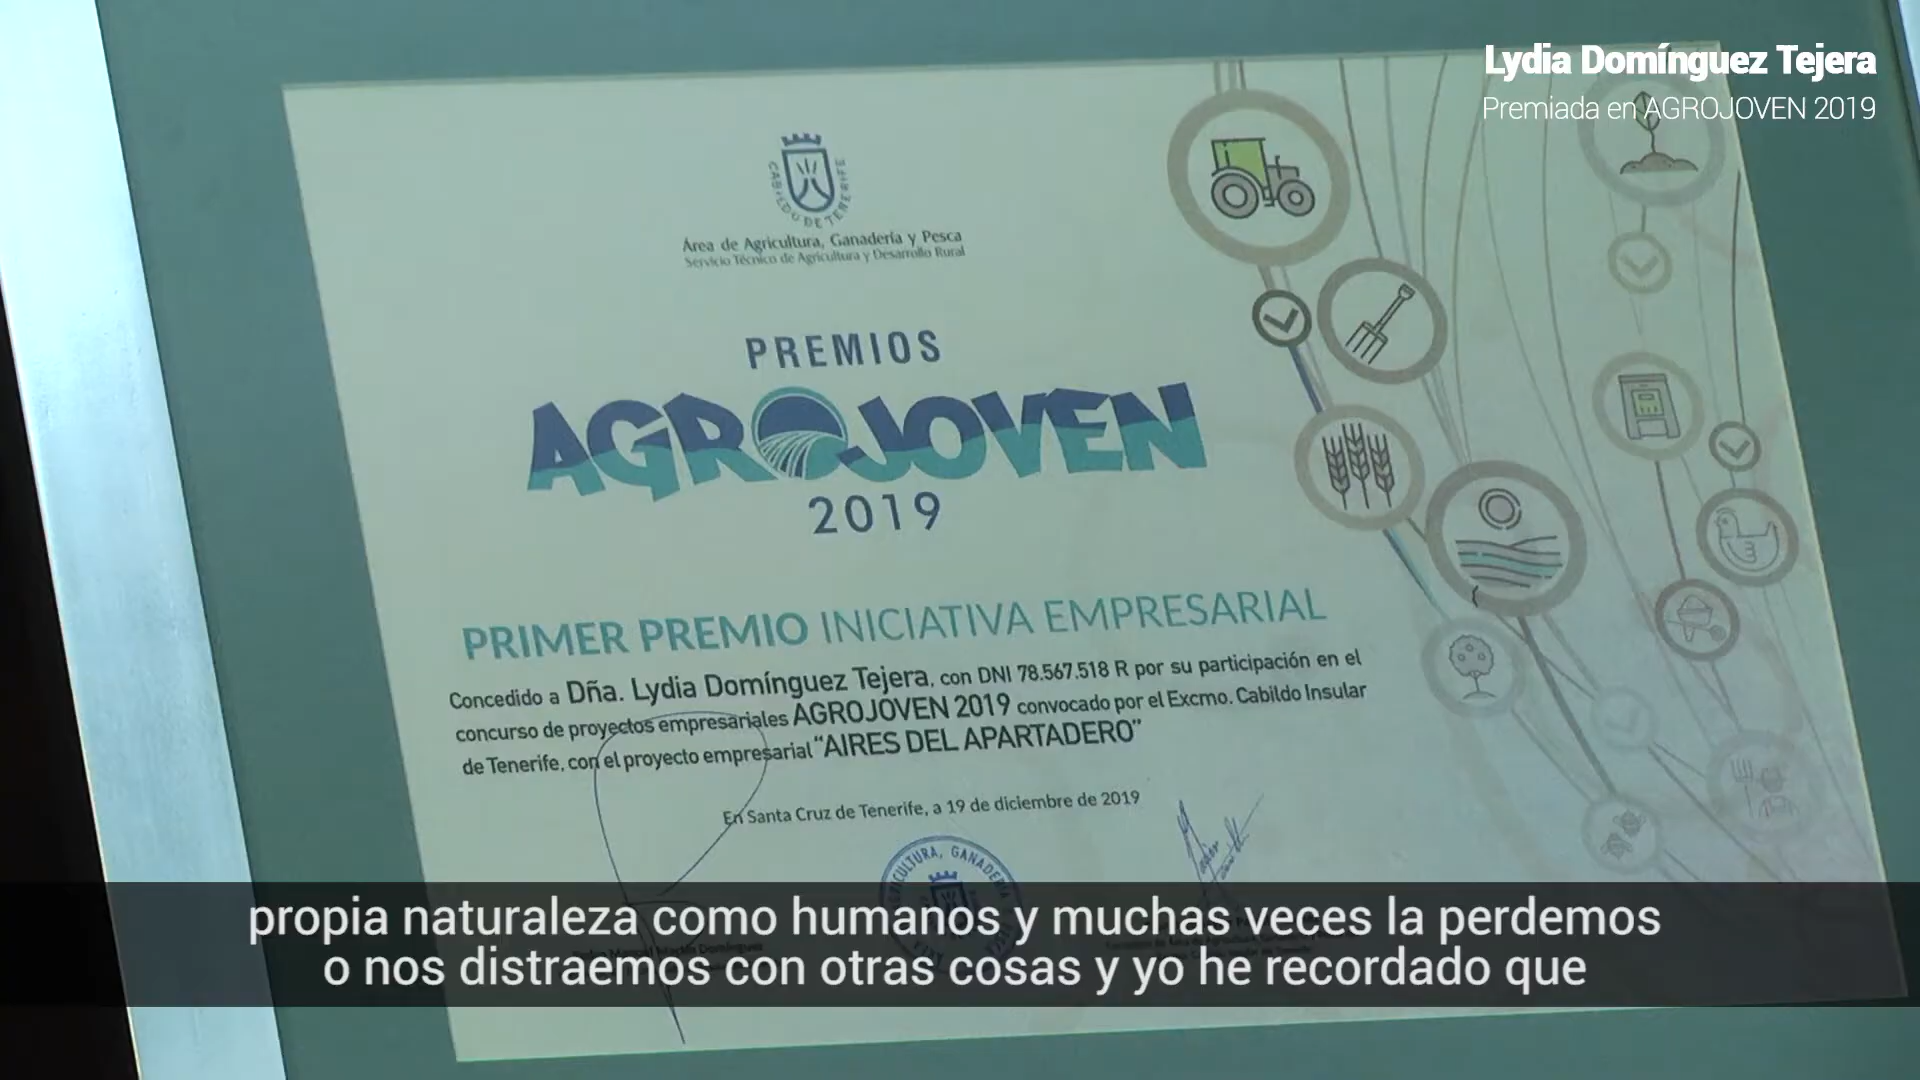 Lydia Domínguez Tejera
Premiada en AGROJOVEN 2019
CABILDO DE TENERIFE
Área de Agricultura, Ganadería y Pesca
Servicio Técnico de Agricultura y Desarrollo Rural
PREMIOS
AGROJOVEN
2019
PRIMER PREMIO INICIATIVA EMPRESARIAL
Concedido a Dña. Lydia Domínguez Tejera, con DNI 78.567.518 R por su participación en el
concurso de proyectos empresariales AGROJOVEN 2019 convocado por el Excmo. Cabildo Insular
de Tenerife, con el proyecto empresarial "AIRES DEL APARTADERO"
En Santa Cruz de Tenerife, a 19 de diciembre de 2019
propia naturaleza como humanos y muchas veces la perdemos
o nos distraemos con otras cosas y yo he recordado que